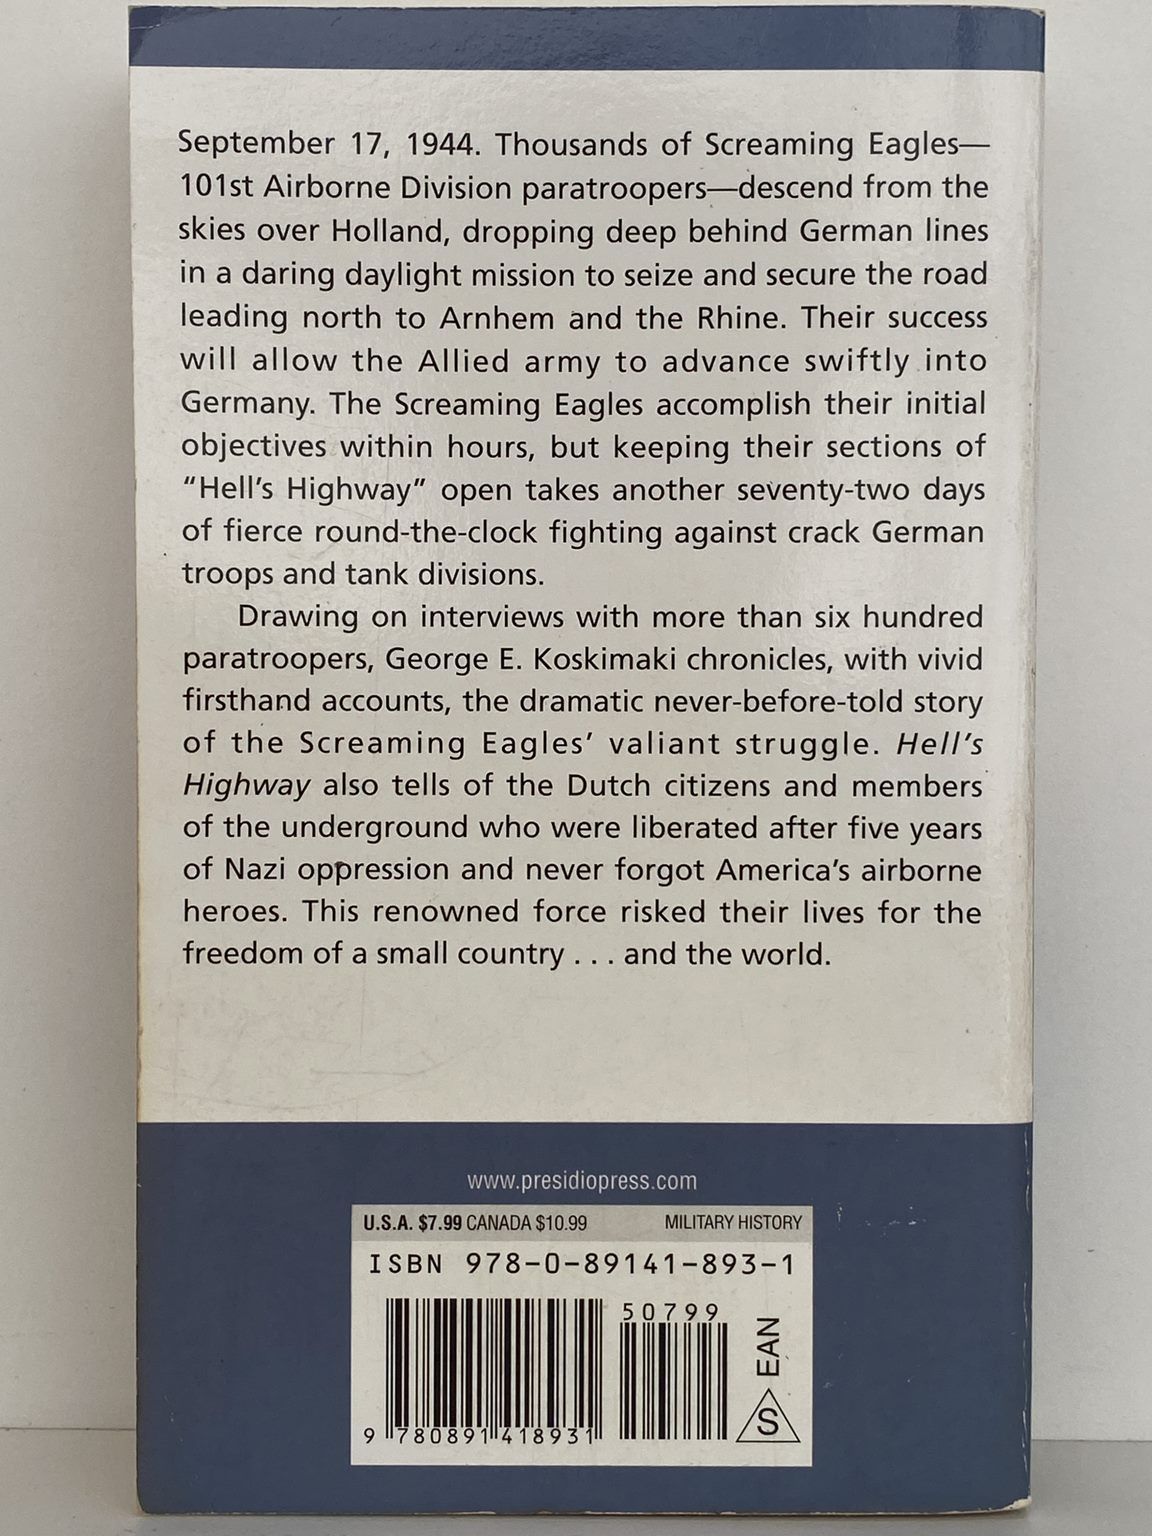 September 17, 1944. Thousands of Screaming Eagles—
101st Airborne Division paratroopers—descend from the
skies over Holland, dropping deep behind German lines
in a daring daylight mission to seize and secure the road
leading north to Arnhem and the Rhine. Their success
will allow the Allied army to advance swiftly into
Germany. The Screaming Eagles accomplish their initial
objectives within hours, but keeping their sections of
“Hell’s Highway” open takes another seventy-two days
of fierce round-the-clock fighting against crack German
troops and tank divisions.
Drawing on interviews with more than six hundred
paratroopers, George E. Koskimaki chronicles, with vivid
firsthand accounts, the dramatic never-before-told story
of the Screaming Eagles’ valiant struggle. Hell’s
Highway also tells of the Dutch citizens and members
of the underground who were liberated after five years
of Nazi oppression and never forgot America’s airborne
heroes. This renowned force risked their lives for the
freedom of a small country . . . and the world.
www.presidiopress.com
U.S.A. $7.99 CANADA $10.99 MILITARY HISTORY
ISBN 978-0-89141-893-1
50799
EAN
S
9 780891 418931